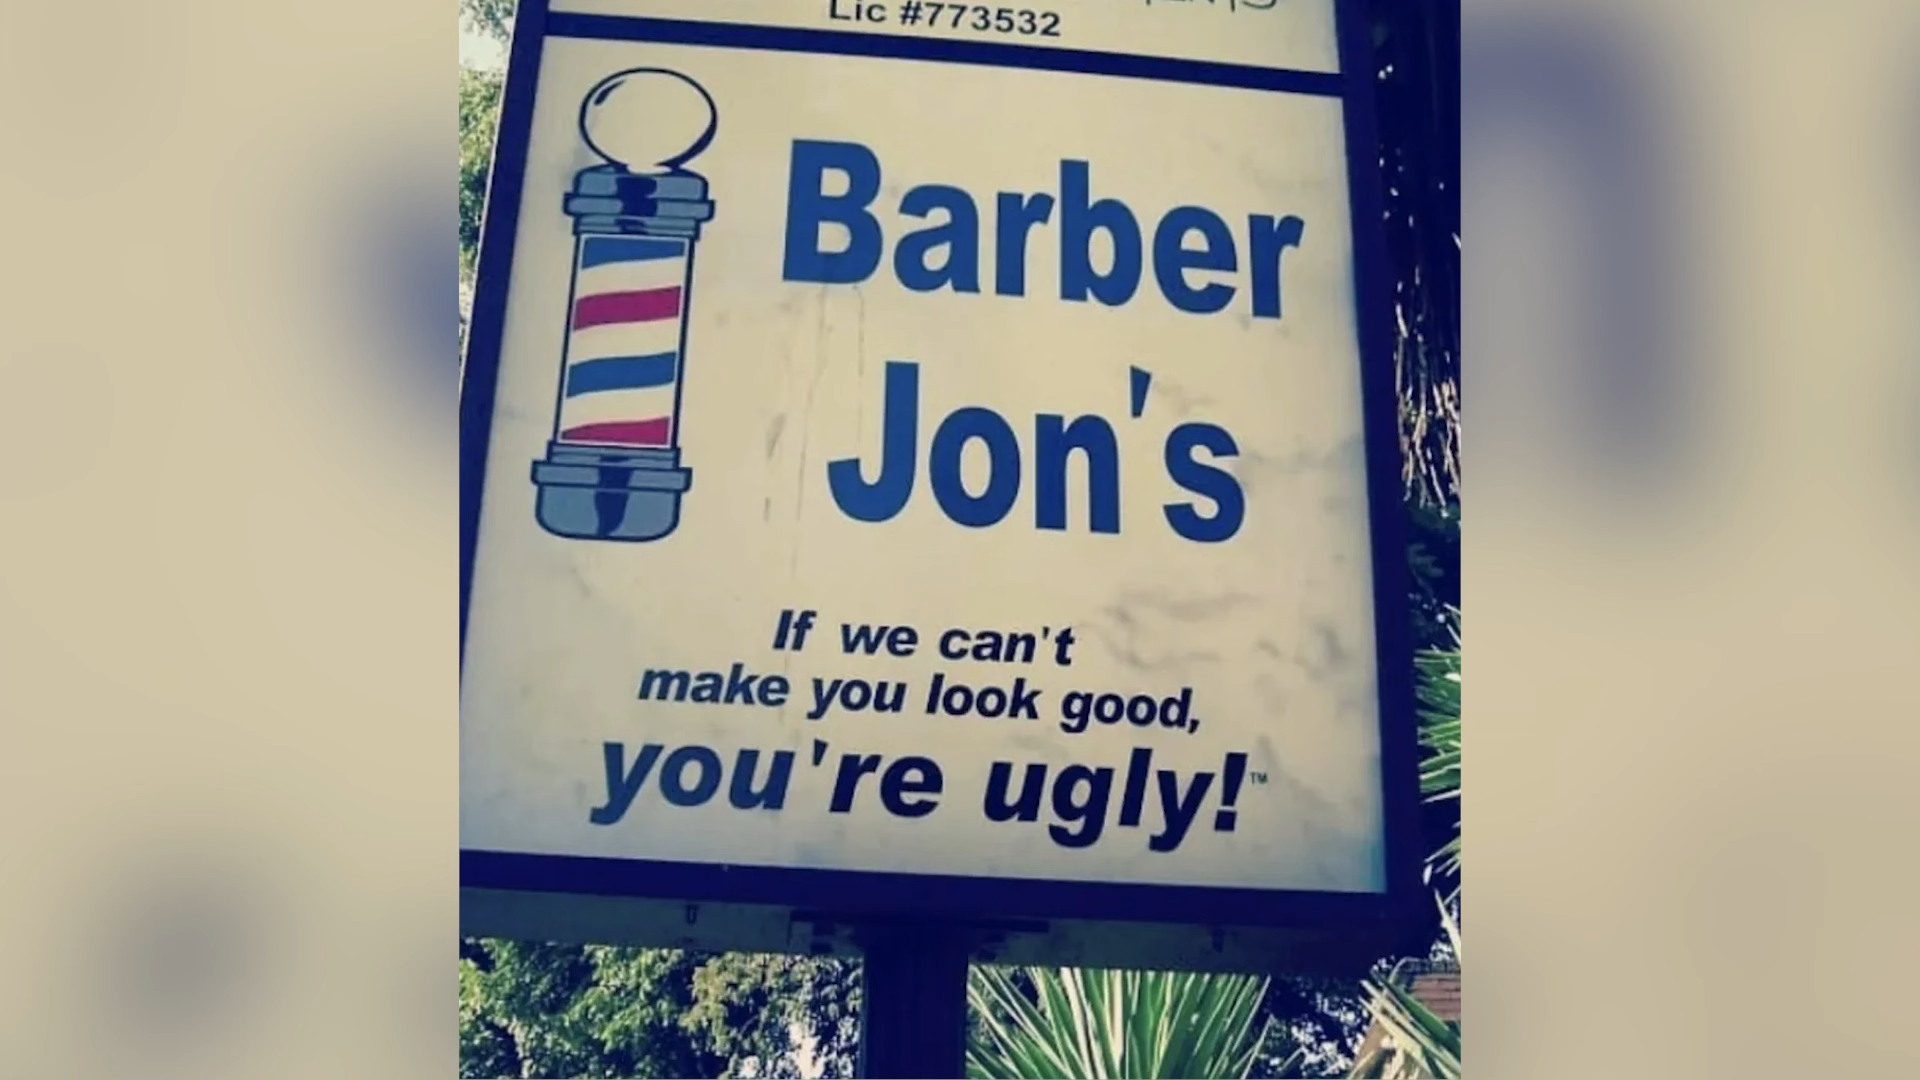 Lic #773532
Barber
Jon's
If we can't
make you look good,
you're ugly!™